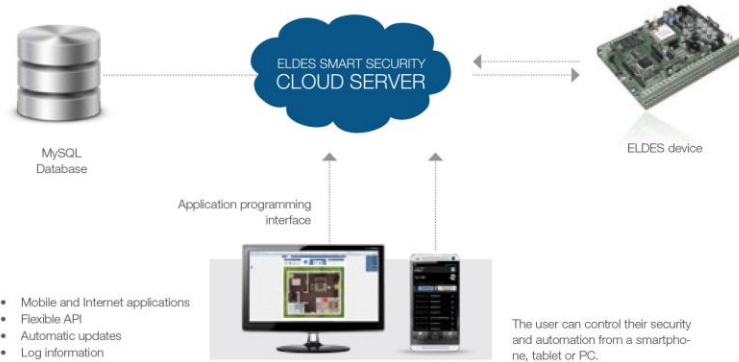 ELDES SMART SECURITY
CLOUD SERVER
MySQL
Database
ELDES device
Application programming
interface
• Mobile and Internet applications
• Flexible API
• Automatic updates
• Log information
The user can control their security
and automation from a smartpho-
ne, tablet or PC.